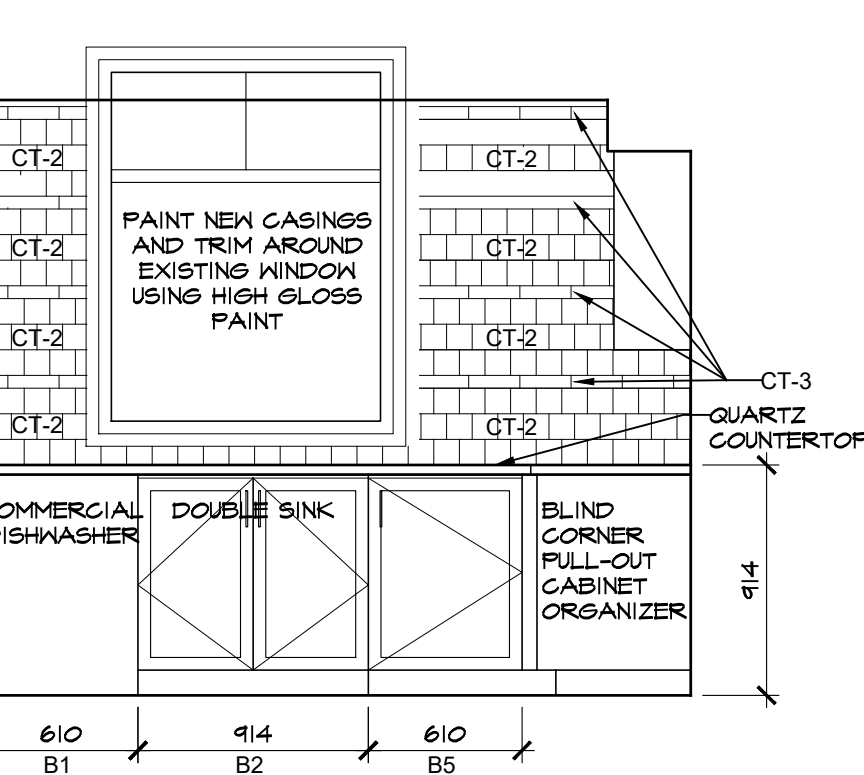 CT-2
CT-2
CT-2
CT-2
PAINT NEW CASINGS
AND TRIM AROUND
EXISTING WINDOW
USING HIGH GLOSS
PAINT
CT-2
CT-2
CT-2
CT-2
CT-3
QUARTZ
COUNTERTOP
OMMERCIAL
ISHWASHER
DOUBLE SINK
BLIND
CORNER
PULL-OUT
CABINET
ORGANIZER
914
610
B1
914
B2
610
B5